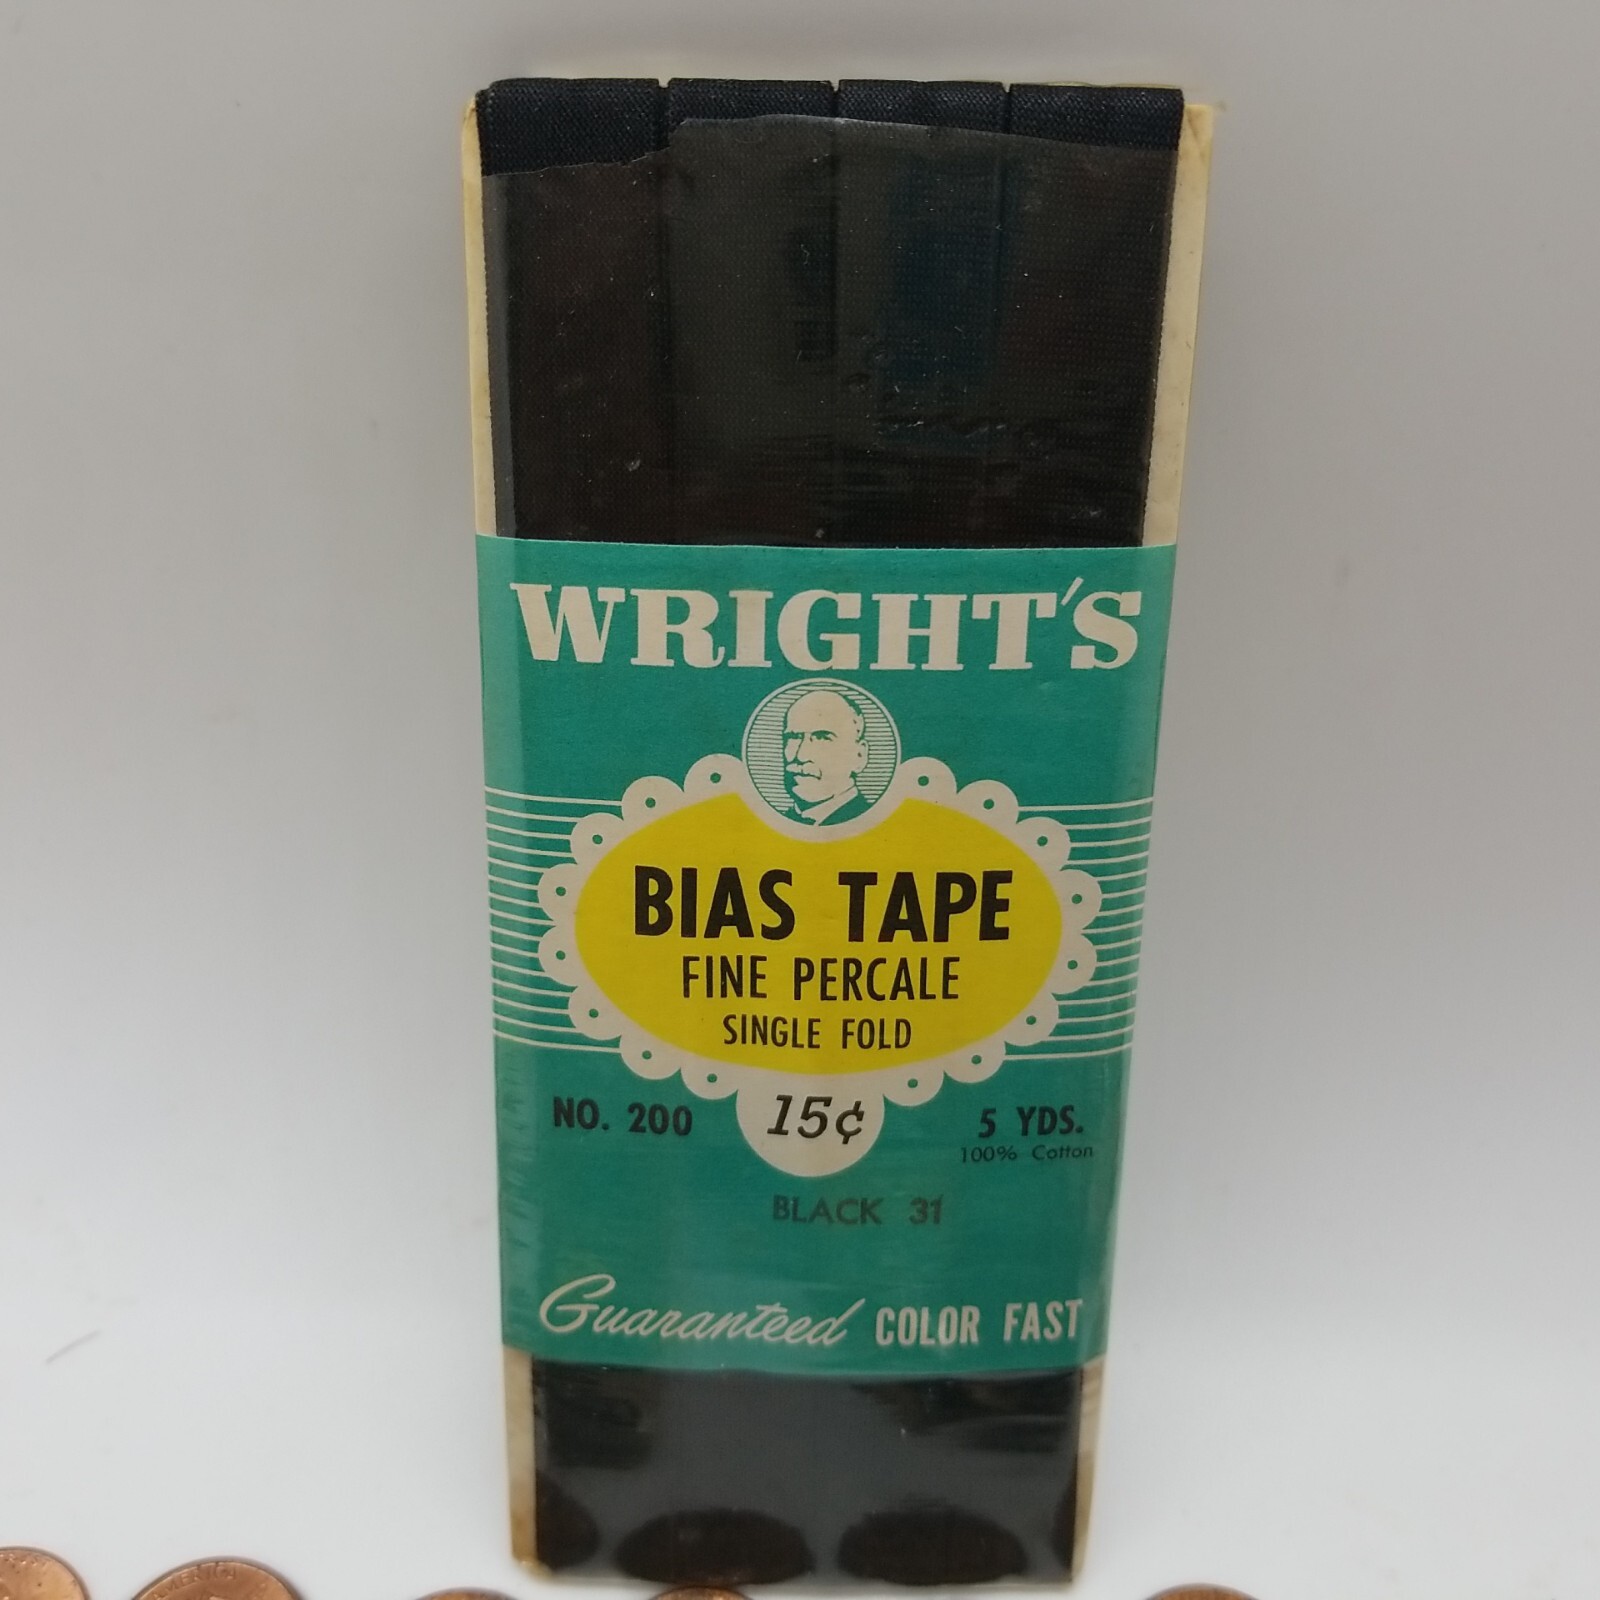 WRIGHT'S
BIAS TAPE
FINE PERCALE
SINGLE FOLD
NO. 200 15¢ 5 YDS.
100% Cotton
BLACK 31
Guaranteed COLOR FAST